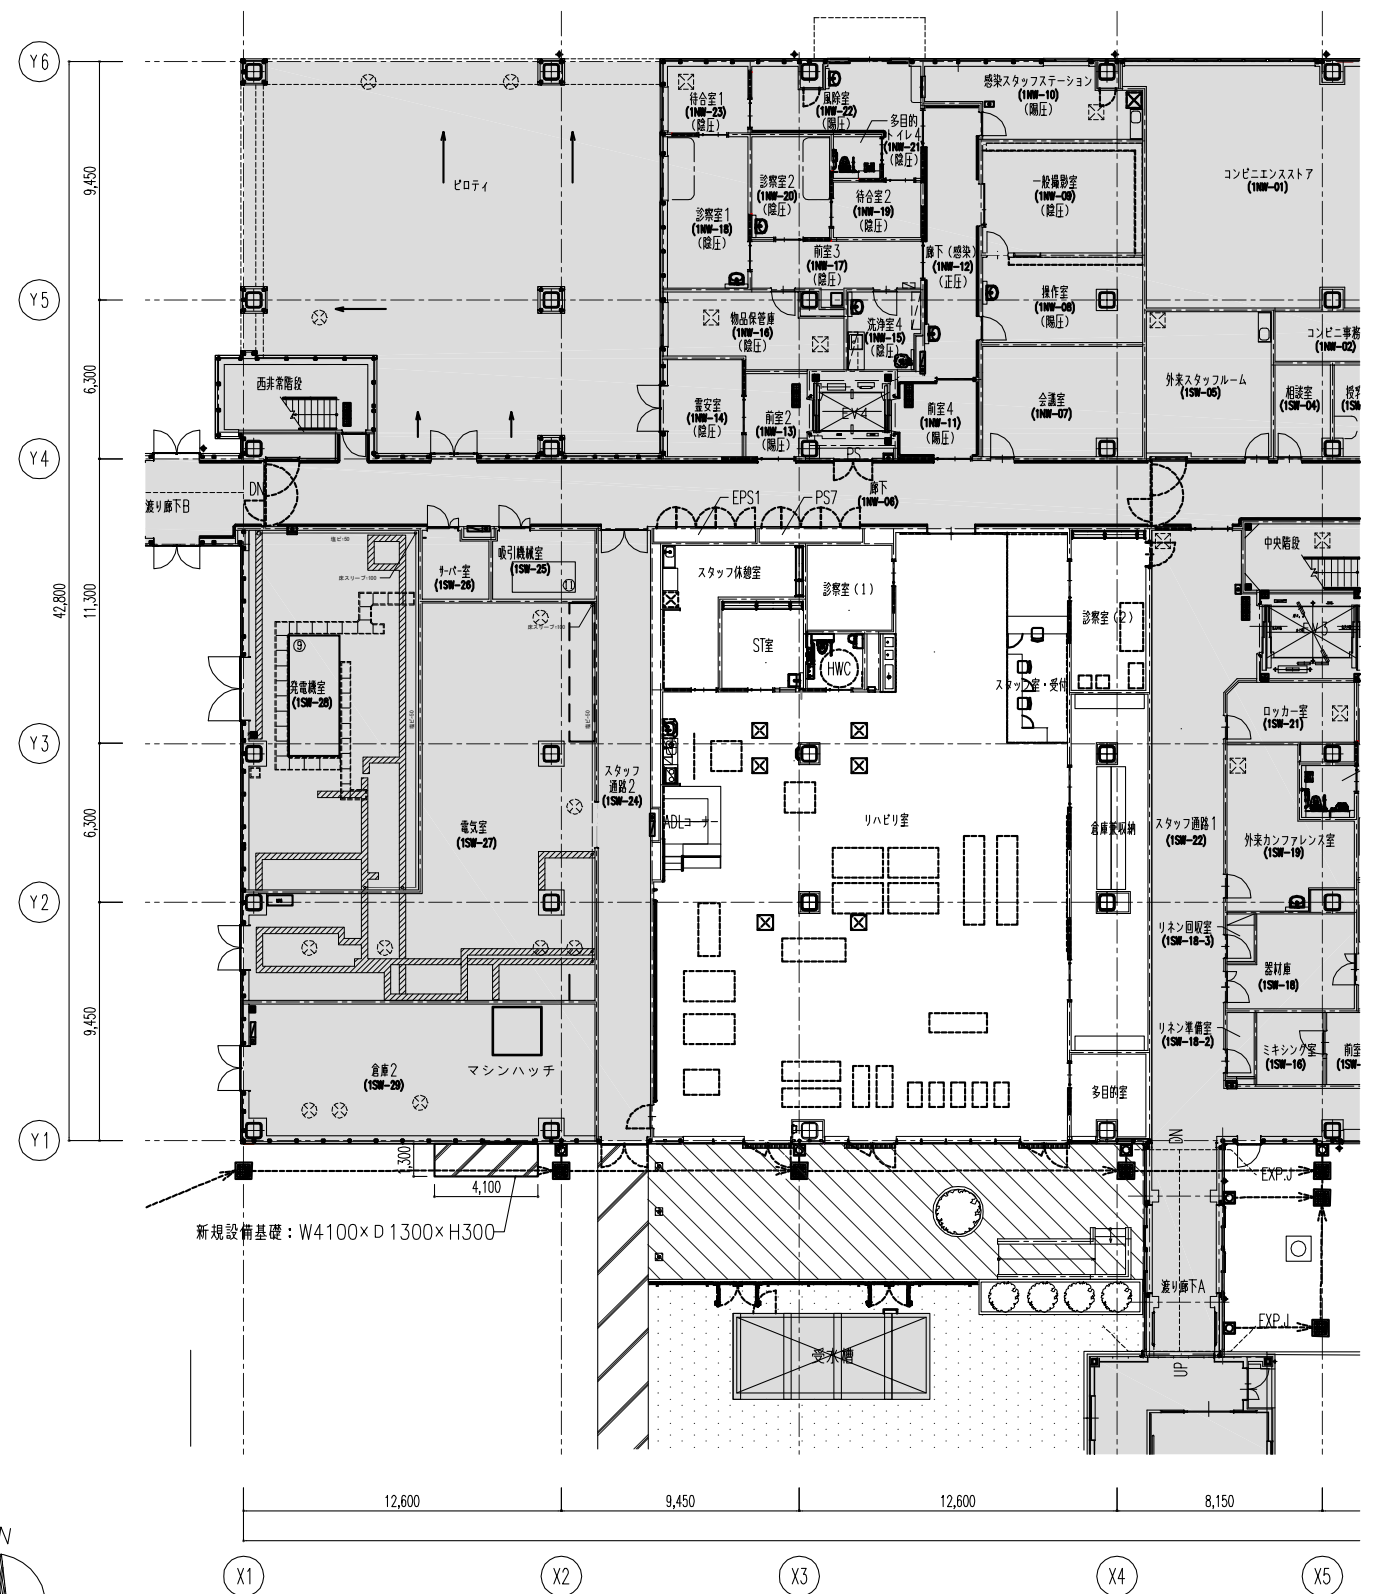 Y6
Y5
Y4
Y3
Y2
Y1
9,450
6,300
11,300
6,300
9,450
42,800
ピロティ
西非常階段
待合室1
(1NW-23)
(陰圧)
風除室
(1NW-22)
(陽圧)
多目的
トイレ4
(1NW-21)
(陰圧)
感染スタッフステーション
(1NW-10)
(陽圧)
コンビニエンスストア
(1NW-01)
診察室1
(1NW-18)
(陰圧)
診察室2
(1NW-20)
(陰圧)
待合室2
(1NW-19)
(陰圧)
一般撮影室
(1NW-09)
(陰圧)
前室3
(1NW-17)
(陰圧)
廊下(感染)
(1NW-12)
(正圧)
操作室
(1NW-08)
(陽圧)
物品保管庫
(1NW-16)
(陰圧)
洗浄室4
(1NW-15)
(陰圧)
コンビニ事務
(1NW-02)
霊安室
(1NW-14)
(陰圧)
前室2
(1NW-13)
(陽圧)
EV4
前室4
(1NW-11)
(陽圧)
会議室
(1NW-07)
外来スタッフルーム
(1SW-05)
相談室
(1SW-04)
PS
DN
渡り廊下B
廊下
(1NW-06)
EPS1
PS7
サーバー室
(1SW-26)
吸引機械室
(1SW-25)
スタッフ休憩室
診察室(1)
診察室(2)
中央階段
ST室
HWC
スタッフ室・受付
⑨
発電機室
(1SW-28)
ロッカー室
(1SW-21)
スタッフ
通路2
(1SW-24)
電気室
(1SW-27)
ADLコーナー
リハビリ室
倉庫兼収納
スタッフ通路1
(1SW-22)
外来カンファレンス室
(1SW-19)
リネン回収室
(1SW-18-3)
器材庫
(1SW-18)
リネン準備室
(1SW-18-2)
ミキシング室
(1SW-16)
前室
倉庫2
(1SW-29)
マシンハッチ
多目的室
DN
EXP.J
4,100
新規設備基礎：W4100×D1300×H300
渡り廊下A
EXP.J
受水槽
UP
12,600
9,450
12,600
8,150
N
X1
X2
X3
X4
X5